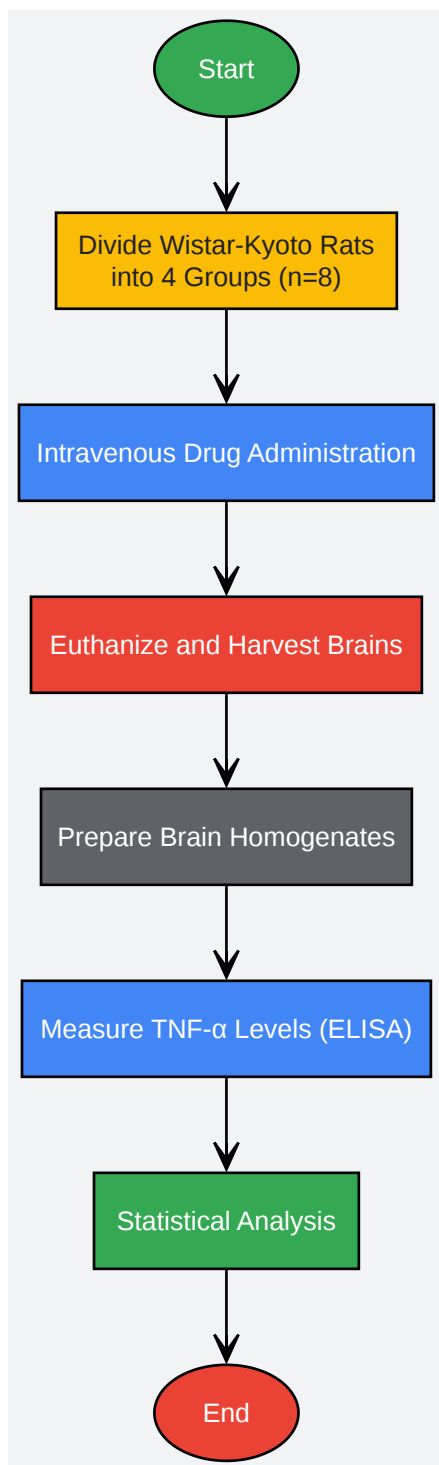 Start
Divide Wistar-Kyoto Rats
into 4 Groups (n=8)
Intravenous Drug Administration
Euthanize and Harvest Brains
Prepare Brain Homogenates
Measure TNF-α Levels (ELISA)
Statistical Analysis
End